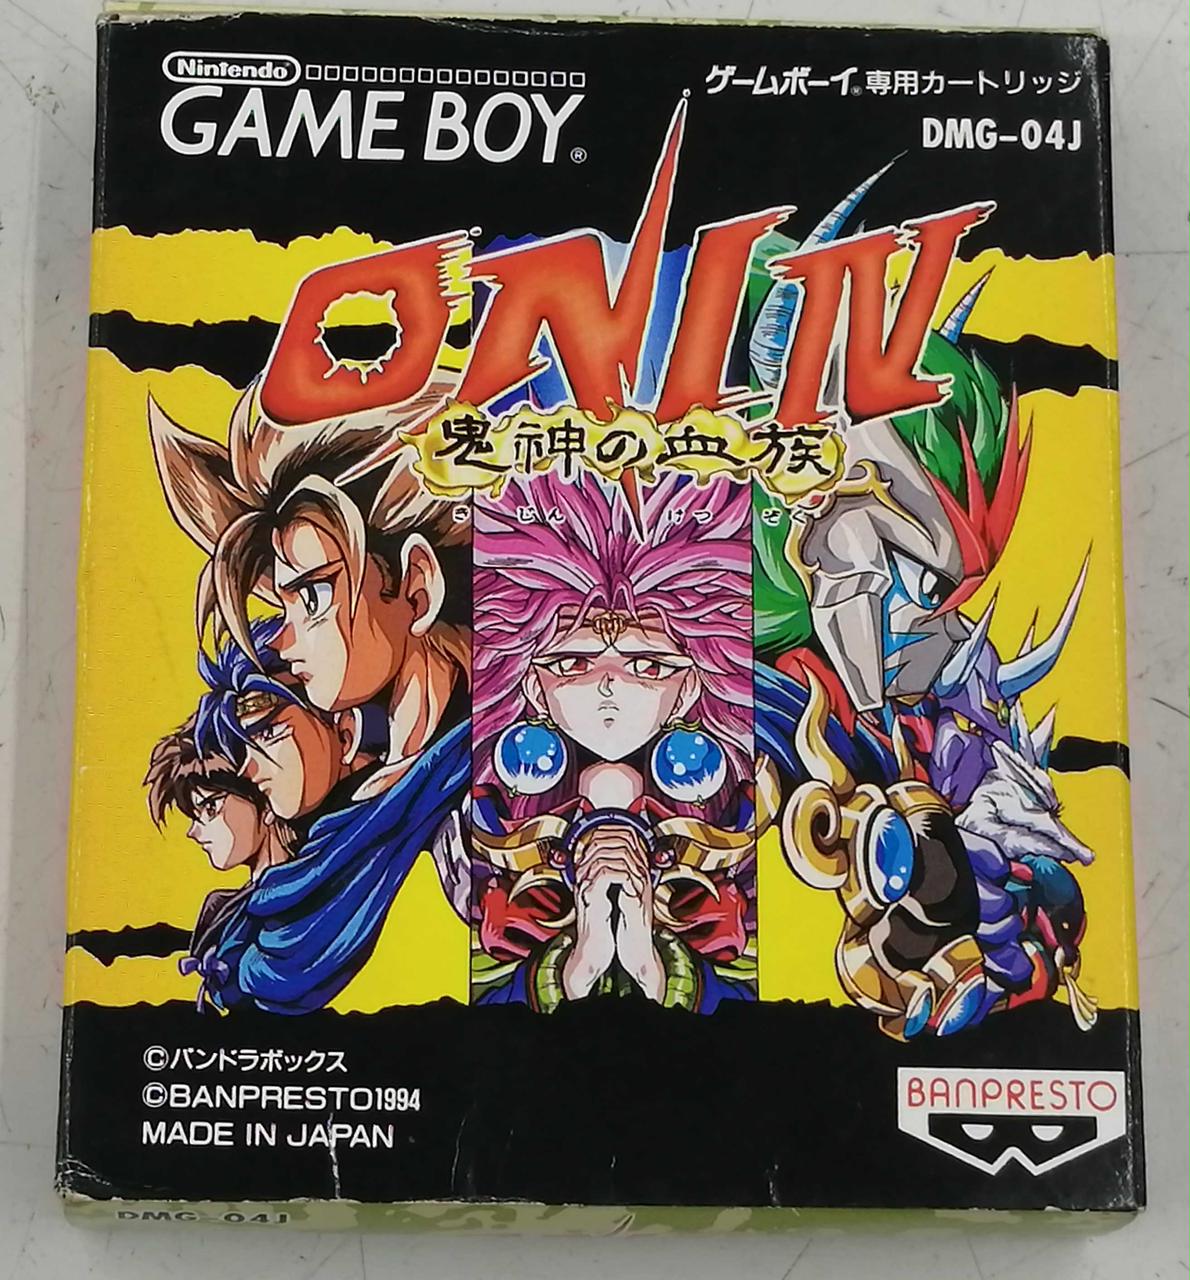 Nintendo
GAME BOY®
ゲームボーイ® 専用カートリッジ
DMG-04J
ONI IV
鬼神の血族
きじん けつぞく
©パンドラボックス
©BANPRESTO1994
MADE IN JAPAN
BANPRESTO
DMG-04J